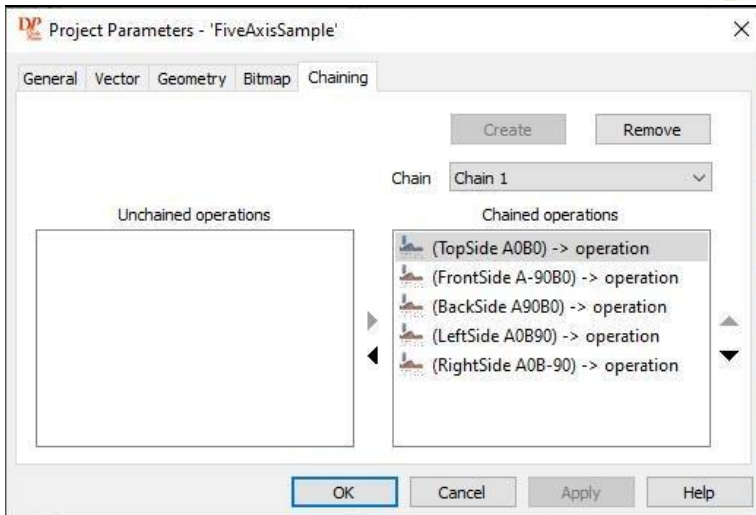 DP Project Parameters - 'FiveAxisSample'
General Vector Geometry Bitmap Chaining
Create Remove
Chain Chain 1
Unchained operations Chained operations
(TopSide A0B0) -> operation
(FrontSide A-90B0) -> operation
(BackSide A90B0) -> operation
(LeftSide A0B90) -> operation
(RightSide A0B-90) -> operation
OK Cancel Apply Help